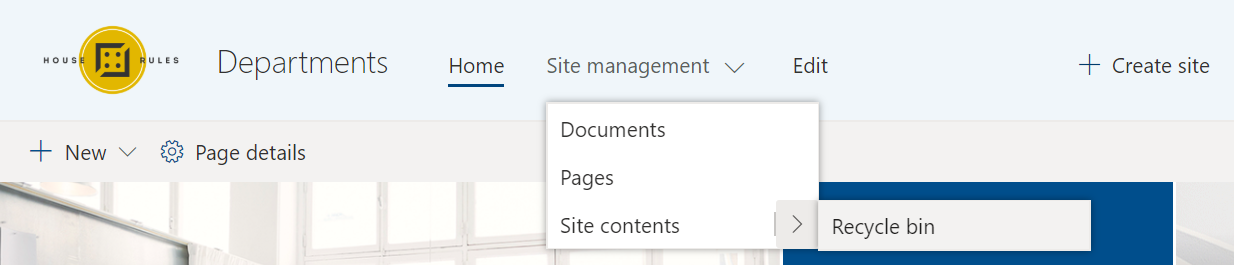 HOUSE RULES
Departments
Home
Site management
Edit
Create site
Documents
Pages
Site contents
Recycle bin
New
Page details